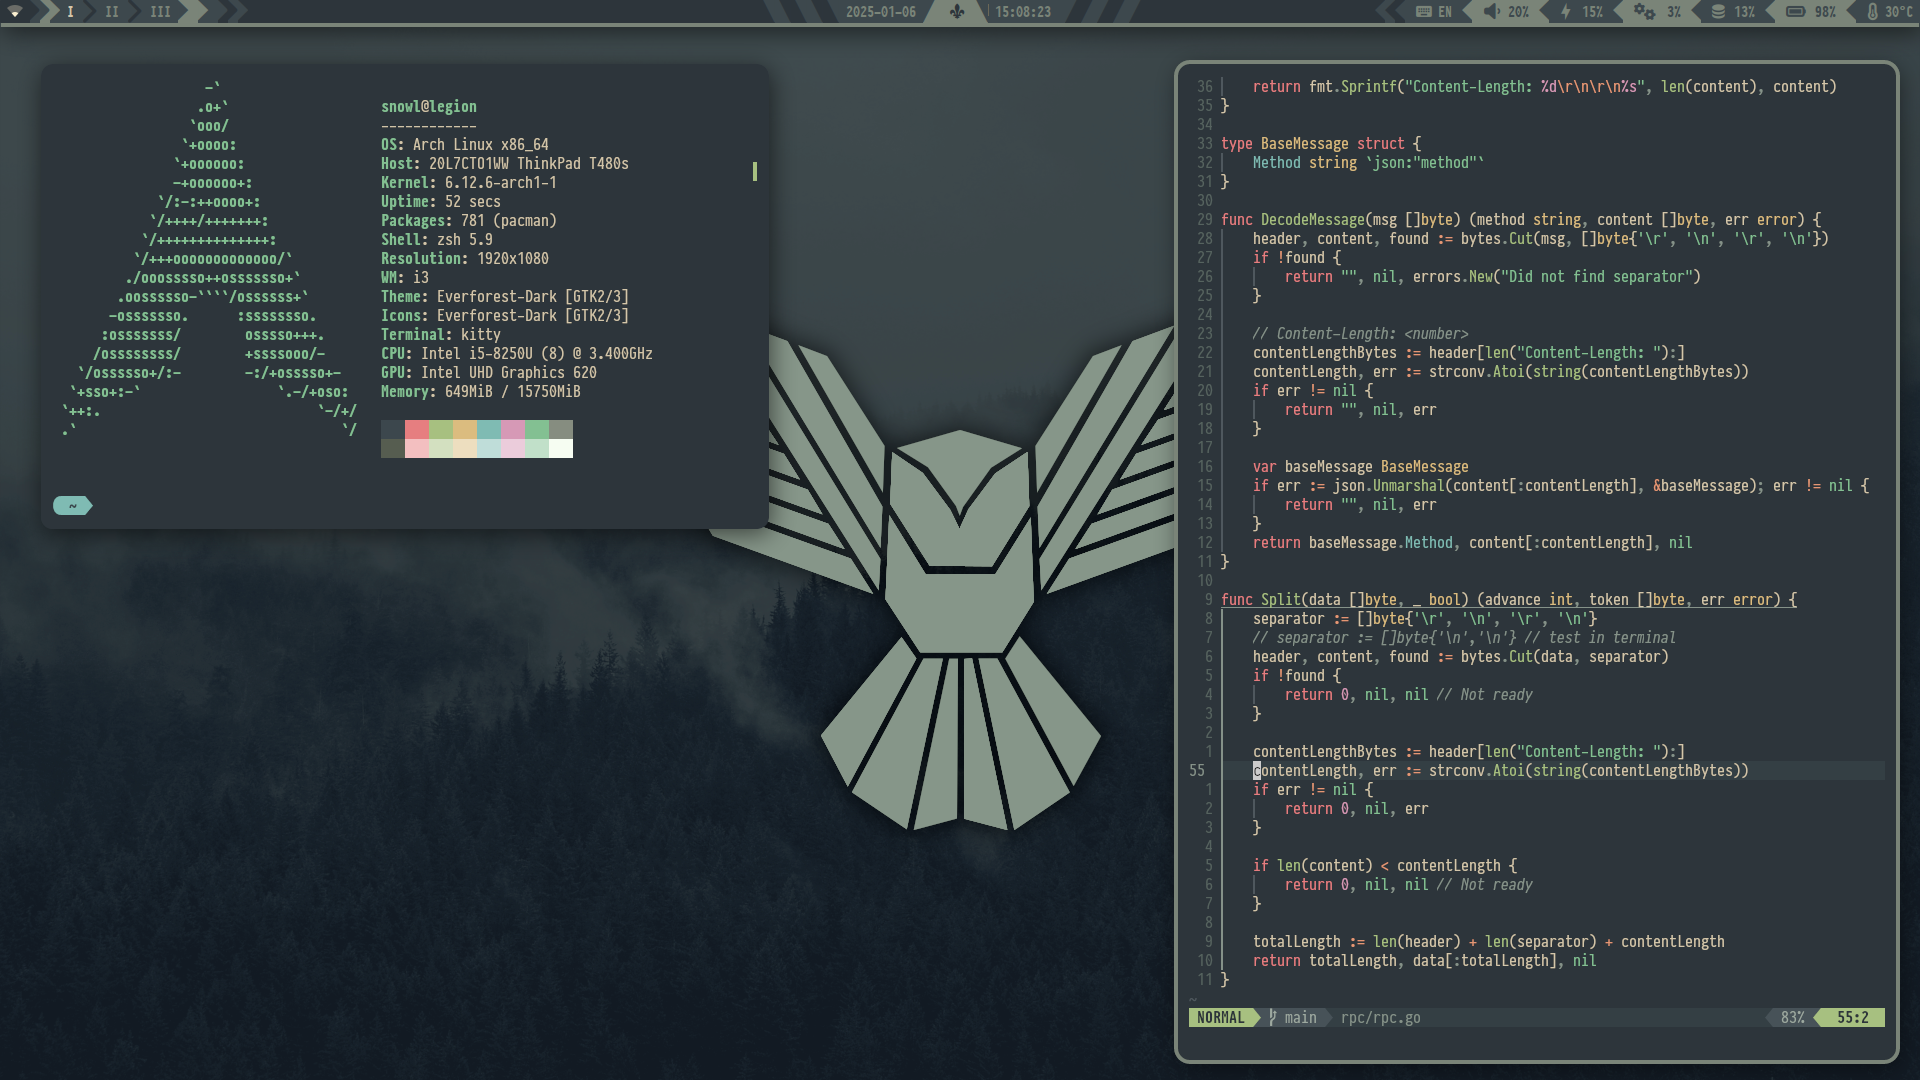 I II III 2025-01-06 15:08:23 EN 20% 15% 3% 13% 98% 30°C
-`
.o+`
`ooo/
`+oooo:
`+oooooo:
-+oooooo+:
`/:-:++oooo+:
`/++++/+++++++:
`/++++++++++++++:
`/+++ooooooooooooo/`
./ooosssso++osssssso+`
.oossssso-````/ossssss+`
-osssssso. :ssssssso.
:osssssss/ osssso+++.
/ossssssss/ +ssssooo/-
`/ossssso+/:- -:/+osssso+-
`+sso+:-` `.-/+oso:
`++:. `-/+/
.` `/
snowl@legion
------------
OS: Arch Linux x86_64
Host: 20L7CTO1WW ThinkPad T480s
Kernel: 6.12.6-arch1-1
Uptime: 52 secs
Packages: 781 (pacman)
Shell: zsh 5.9
Resolution: 1920x1080
WM: i3
Theme: Everforest-Dark [GTK2/3]
Icons: Everforest-Dark [GTK2/3]
Terminal: kitty
CPU: Intel i5-8250U (8) @ 3.400GHz
GPU: Intel UHD Graphics 620
Memory: 649MiB / 15750MiB
~
36 return fmt.Sprintf("Content-Length: %d\r\n\r\n%s", len(content), content)
35 }
34
33 type BaseMessage struct {
32 Method string `json:"method"`
31 }
30
29 func DecodeMessage(msg []byte) (method string, content []byte, err error) {
28 header, content, found := bytes.Cut(msg, []byte{'\r', '\n', '\r', '\n'})
27 if !found {
26 return "", nil, errors.New("Did not find separator")
25 }
24
23 // Content-Length: <number>
22 contentLengthBytes := header[len("Content-Length: "):]
21 contentLength, err := strconv.Atoi(string(contentLengthBytes))
20 if err != nil {
19 return "", nil, err
18 }
17
16 var baseMessage BaseMessage
15 if err := json.Unmarshal(content[:contentLength], &baseMessage); err != nil {
14 return "", nil, err
13 }
12 return baseMessage.Method, content[:contentLength], nil
11 }
10
9 func Split(data []byte, _ bool) (advance int, token []byte, err error) {
8 separator := []byte{'\r', '\n', '\r', '\n'}
7 // separator := []byte{'\n','\n'} // test in terminal
6 header, content, found := bytes.Cut(data, separator)
5 if !found {
4 return 0, nil, nil // Not ready
3 }
2
1 contentLengthBytes := header[len("Content-Length: "):]
55 contentLength, err := strconv.Atoi(string(contentLengthBytes))
1 if err != nil {
2 return 0, nil, err
3 }
4
5 if len(content) < contentLength {
6 return 0, nil, nil // Not ready
7 }
8
9 totalLength := len(header) + len(separator) + contentLength
10 return totalLength, data[:totalLength], nil
11 }
~
NORMAL main rpc/rpc.go 83% 55:2